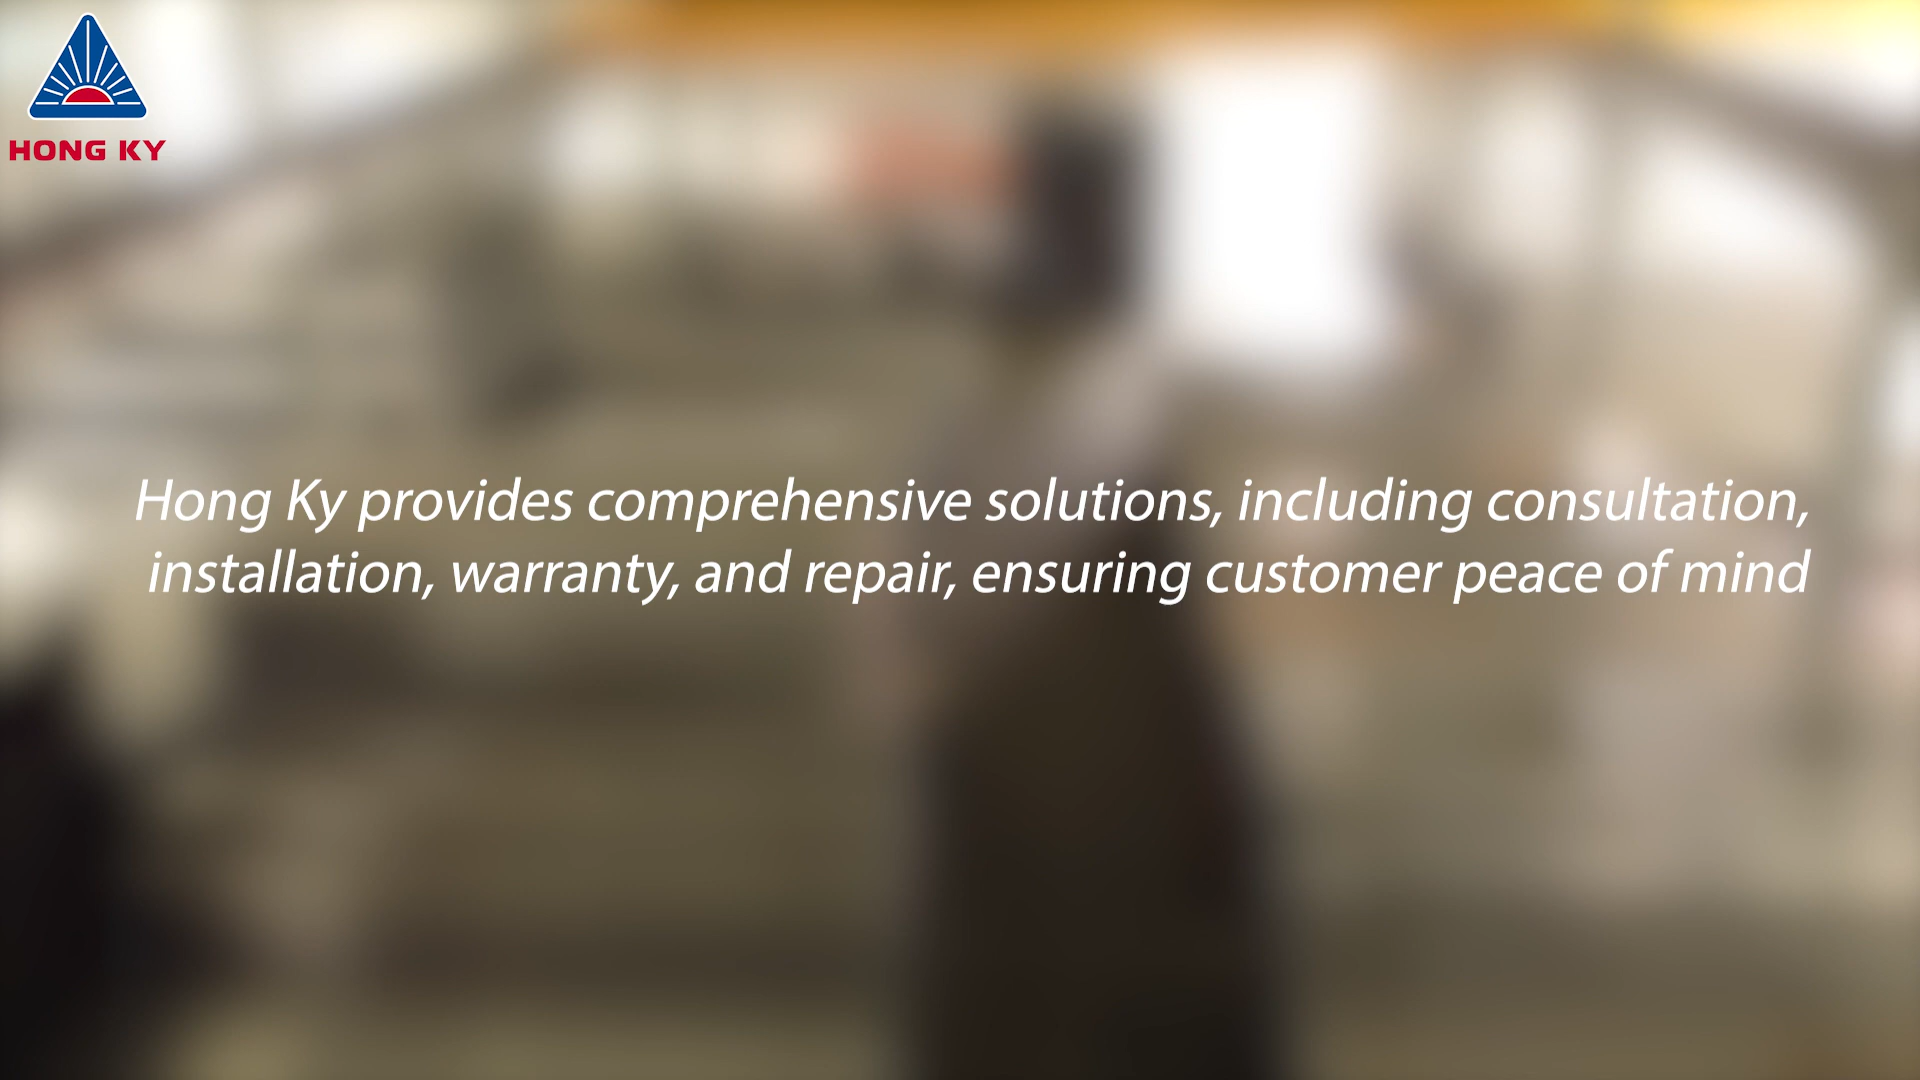 HONG KY
Hong Ky provides comprehensive solutions, including consultation,
installation, warranty, and repair, ensuring customer peace of mind